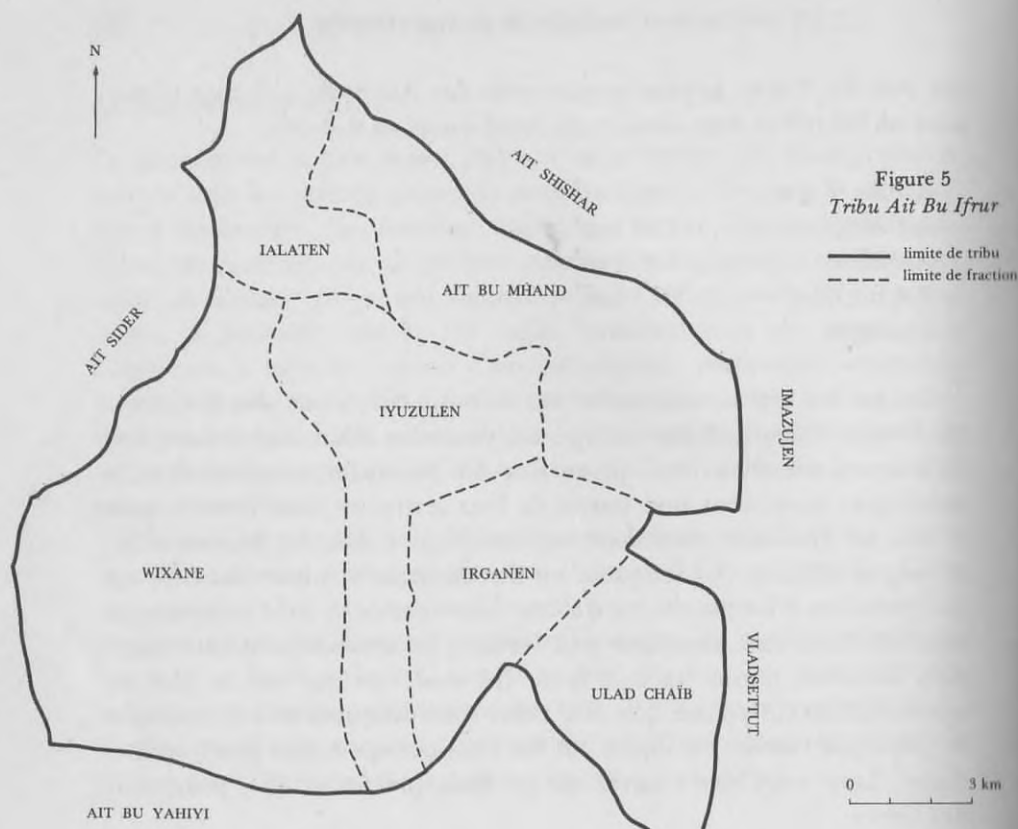 N
AIT SHISHAR
Figure 5
Tribu Ait Bu Ifrur
limite de tribu
limite de fraction
IALATEN
AIT BU MHAND
AIT SIDER
IYUZULEN
IMAZUJEN
WIXANE
IRGANEN
VLADSETTUT
ULAD CHAÏB
0 3 km
AIT BU YAHIYI